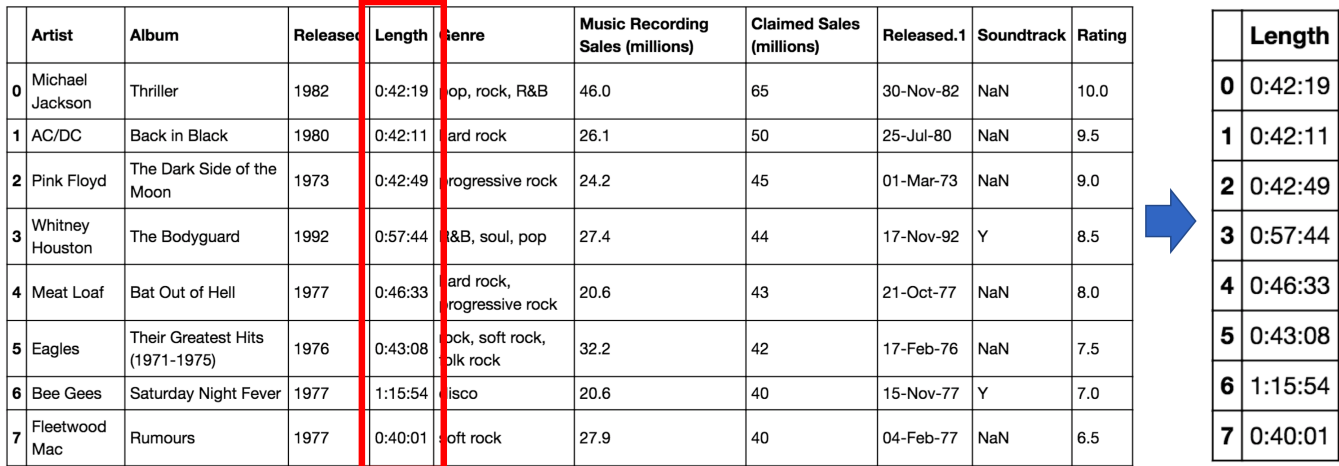 Artist Album Released Length Genre Music Recording Sales (millions) Claimed Sales (millions) Released.1 Soundtrack Rating
0 Michael Jackson Thriller 1982 0:42:19 pop, rock, R&B 46.0 65 30-Nov-82 NaN 10.0
1 AC/DC Back in Black 1980 0:42:11 hard rock 26.1 50 25-Jul-80 NaN 9.5
2 Pink Floyd The Dark Side of the Moon 1973 0:42:49 progressive rock 24.2 45 01-Mar-73 NaN 9.0
3 Whitney Houston The Bodyguard 1992 0:57:44 R&B, soul, pop 27.4 44 17-Nov-92 Y 8.5
4 Meat Loaf Bat Out of Hell 1977 0:46:33 hard rock, progressive rock 20.6 43 21-Oct-77 NaN 8.0
5 Eagles Their Greatest Hits (1971-1975) 1976 0:43:08 rock, soft rock, folk rock 32.2 42 17-Feb-76 NaN 7.5
6 Bee Gees Saturday Night Fever 1977 1:15:54 disco 20.6 40 15-Nov-77 Y 7.0
7 Fleetwood Mac Rumours 1977 0:40:01 soft rock 27.9 40 04-Feb-77 NaN 6.5
Length
0 0:42:19
1 0:42:11
2 0:42:49
3 0:57:44
4 0:46:33
5 0:43:08
6 1:15:54
7 0:40:01